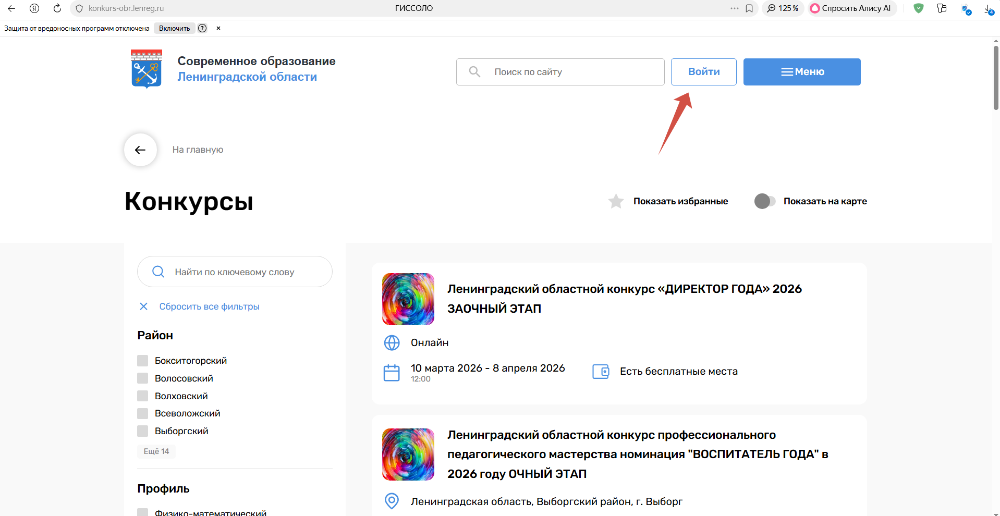 konkurs-obr.lenreg.ru
ГИССОЛО
125 %
Спросить Алису AI
4
Защита от вредоносных программ отключена
Включить
?
Современное образование
Ленинградской области
Поиск по сайту
Войти
Меню
На главную
Конкурсы
Показать избранные
Показать на карте
Найти по ключевому слову
Сбросить все фильтры
Район
Бокситогорский
Волосовский
Волховский
Всеволожский
Выборгский
Ещё 14
Профиль
Физико-математический
Ленинградский областной конкурс «ДИРЕКТОР ГОДА» 2026
ЗАОЧНЫЙ ЭТАП
Онлайн
10 марта 2026 - 8 апреля 2026
12:00
Есть бесплатные места
Ленинградский областной конкурс профессионального
педагогического мастерства номинация "ВОСПИТАТЕЛЬ ГОДА" в
2026 году ОЧНЫЙ ЭТАП
Ленинградская область, Выборгский район, г. Выборг